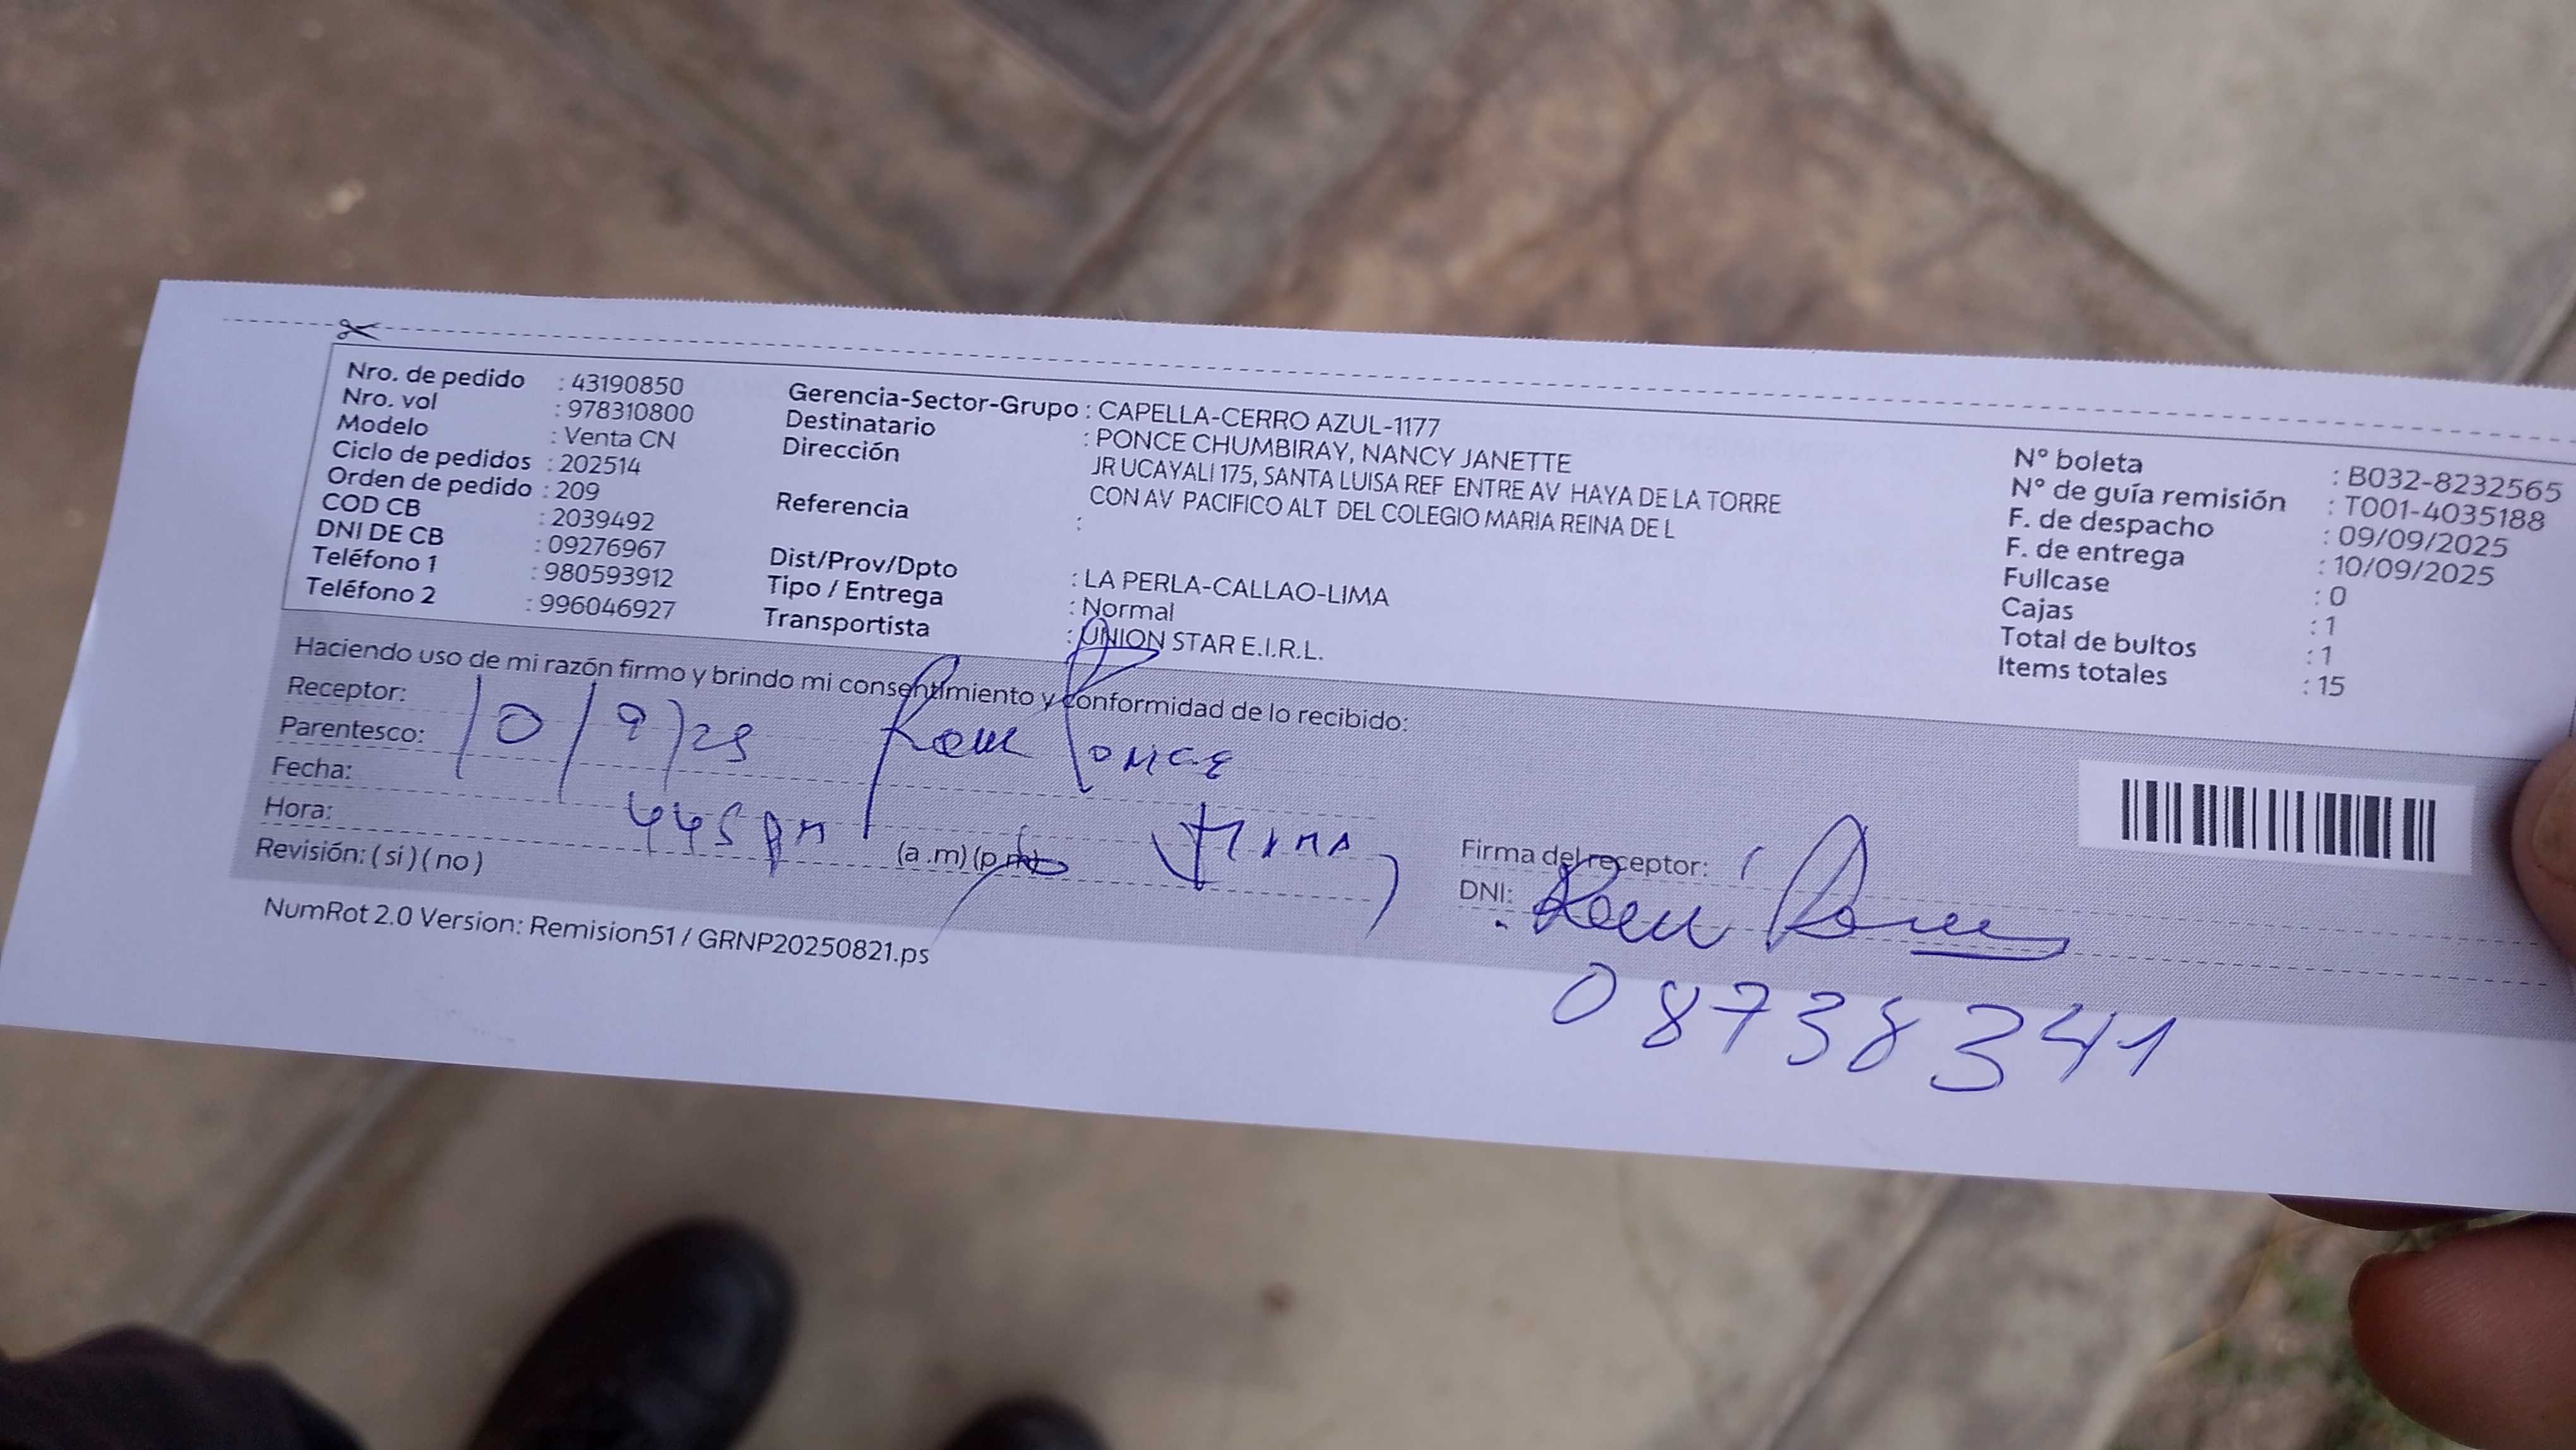 Nro. de pedido : 43190850
Nro. vol : 978310800
Modelo : Venta CN
Ciclo de pedidos : 202514
Orden de pedido : 209
COD CB : 2039492
DNI DE CB : 09276967
Teléfono 1 : 980593912
Teléfono 2 : 996046927
Gerencia-Sector-Grupo : CAPELLA-CERRO AZUL-1177
Destinatario : PONCE CHUMBIRAY, NANCY JANETTE
Dirección JR UCAYALI 175, SANTA LUISA REF ENTRE AV HAYA DE LA TORRE
CON AV PACIFICO ALT DEL COLEGIO MARIA REINA DE L
Referencia :
Dist/Prov/Dpto : LA PERLA-CALLAO-LIMA
Tipo / Entrega : Normal
Transportista : UNION STAR E.I.R.L.
N° boleta : B032-8232565
N° de guía remisión : T001-4035188
F. de despacho : 09/09/2025
F. de entrega : 10/09/2025
Fullcase : 0
Cajas : 1
Total de bultos : 1
Items totales : 15
Haciendo uso de mi razón firmo y brindo mi consentimiento y conformidad de lo recibido:
Receptor:
Parentesco: 10/9/25 Ponce
Fecha:
Hora: 445 pm (a .m) (p.m)
Revisión: ( si ) ( no )
Firma del receptor:
DNI:
08738341
NumRot 2.0 Version: Remision51 / GRNP20250821.ps